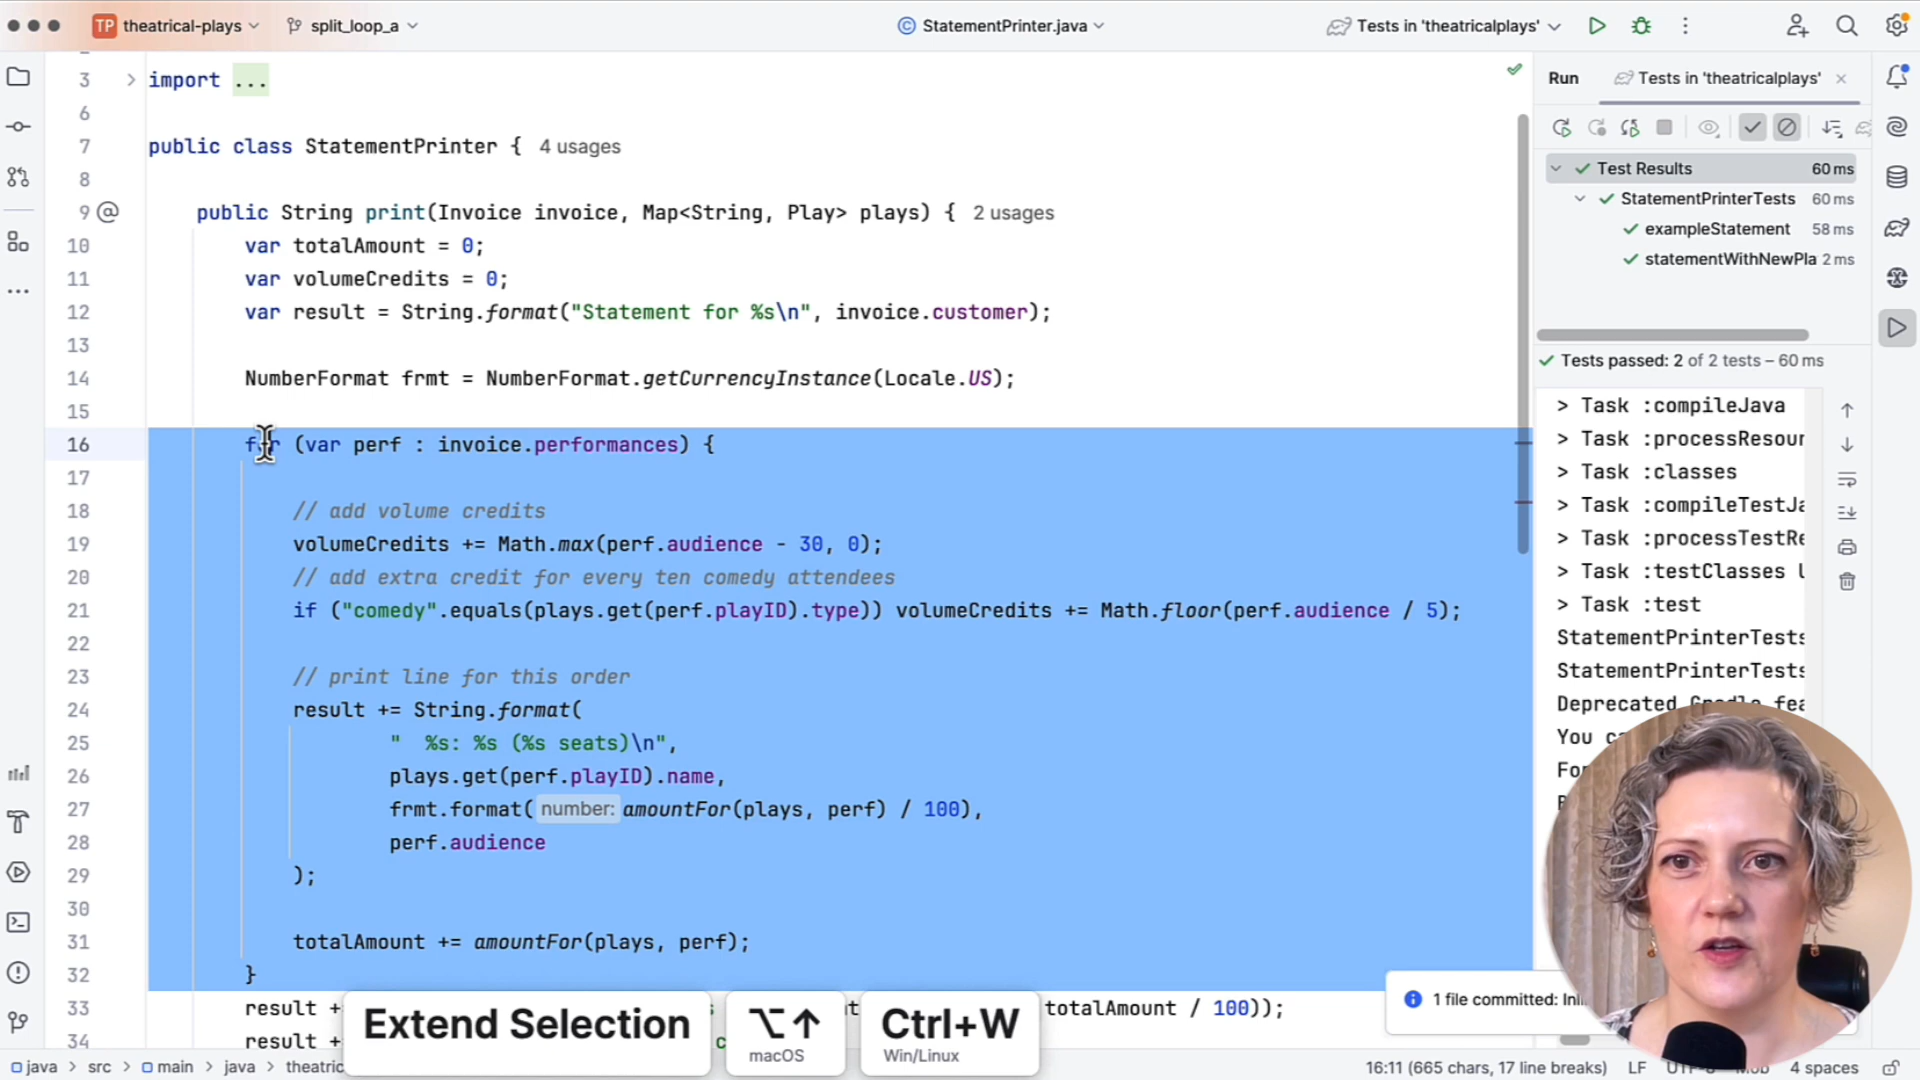 TP theatrical-plays split_loop_a StatementPrinter.java Tests in 'theatricalplays'
3 import ...
6
7 public class StatementPrinter { 4 usages
8
9 public String print(Invoice invoice, Map<String, Play> plays) { 2 usages
10 var totalAmount = 0;
11 var volumeCredits = 0;
12 var result = String.format("Statement for %s\n", invoice.customer);
13
14 NumberFormat frmt = NumberFormat.getCurrencyInstance(Locale.US);
15
16 for (var perf : invoice.performances) {
17
18 // add volume credits
19 volumeCredits += Math.max(perf.audience - 30, 0);
20 // add extra credit for every ten comedy attendees
21 if ("comedy".equals(plays.get(perf.playID).type)) volumeCredits += Math.floor(perf.audience / 5);
22
23 // print line for this order
24 result += String.format(
25 "  %s: %s (%s seats)\n",
26 plays.get(perf.playID).name,
27 frmt.format( number: amountFor(plays, perf) / 100),
28 perf.audience
29 );
30
31 totalAmount += amountFor(plays, perf);
32 }
33 result + totalAmount / 100));
34 result +
Extend Selection ⌥↑ macOS Ctrl+W Win/Linux
Run Tests in 'theatricalplays'
Test Results 60 ms
StatementPrinterTests 60 ms
exampleStatement 58 ms
statementWithNewPla 2 ms
Tests passed: 2 of 2 tests – 60 ms
> Task :compileJava
> Task :processResour
> Task :classes
> Task :compileTestJa
> Task :processTestRe
> Task :testClasses
> Task :test
StatementPrinterTests
StatementPrinterTests
Deprecated Gradle fea
You
1 file committed:
java src main java 16:11 (665 chars, 17 line breaks) LF 4 spaces